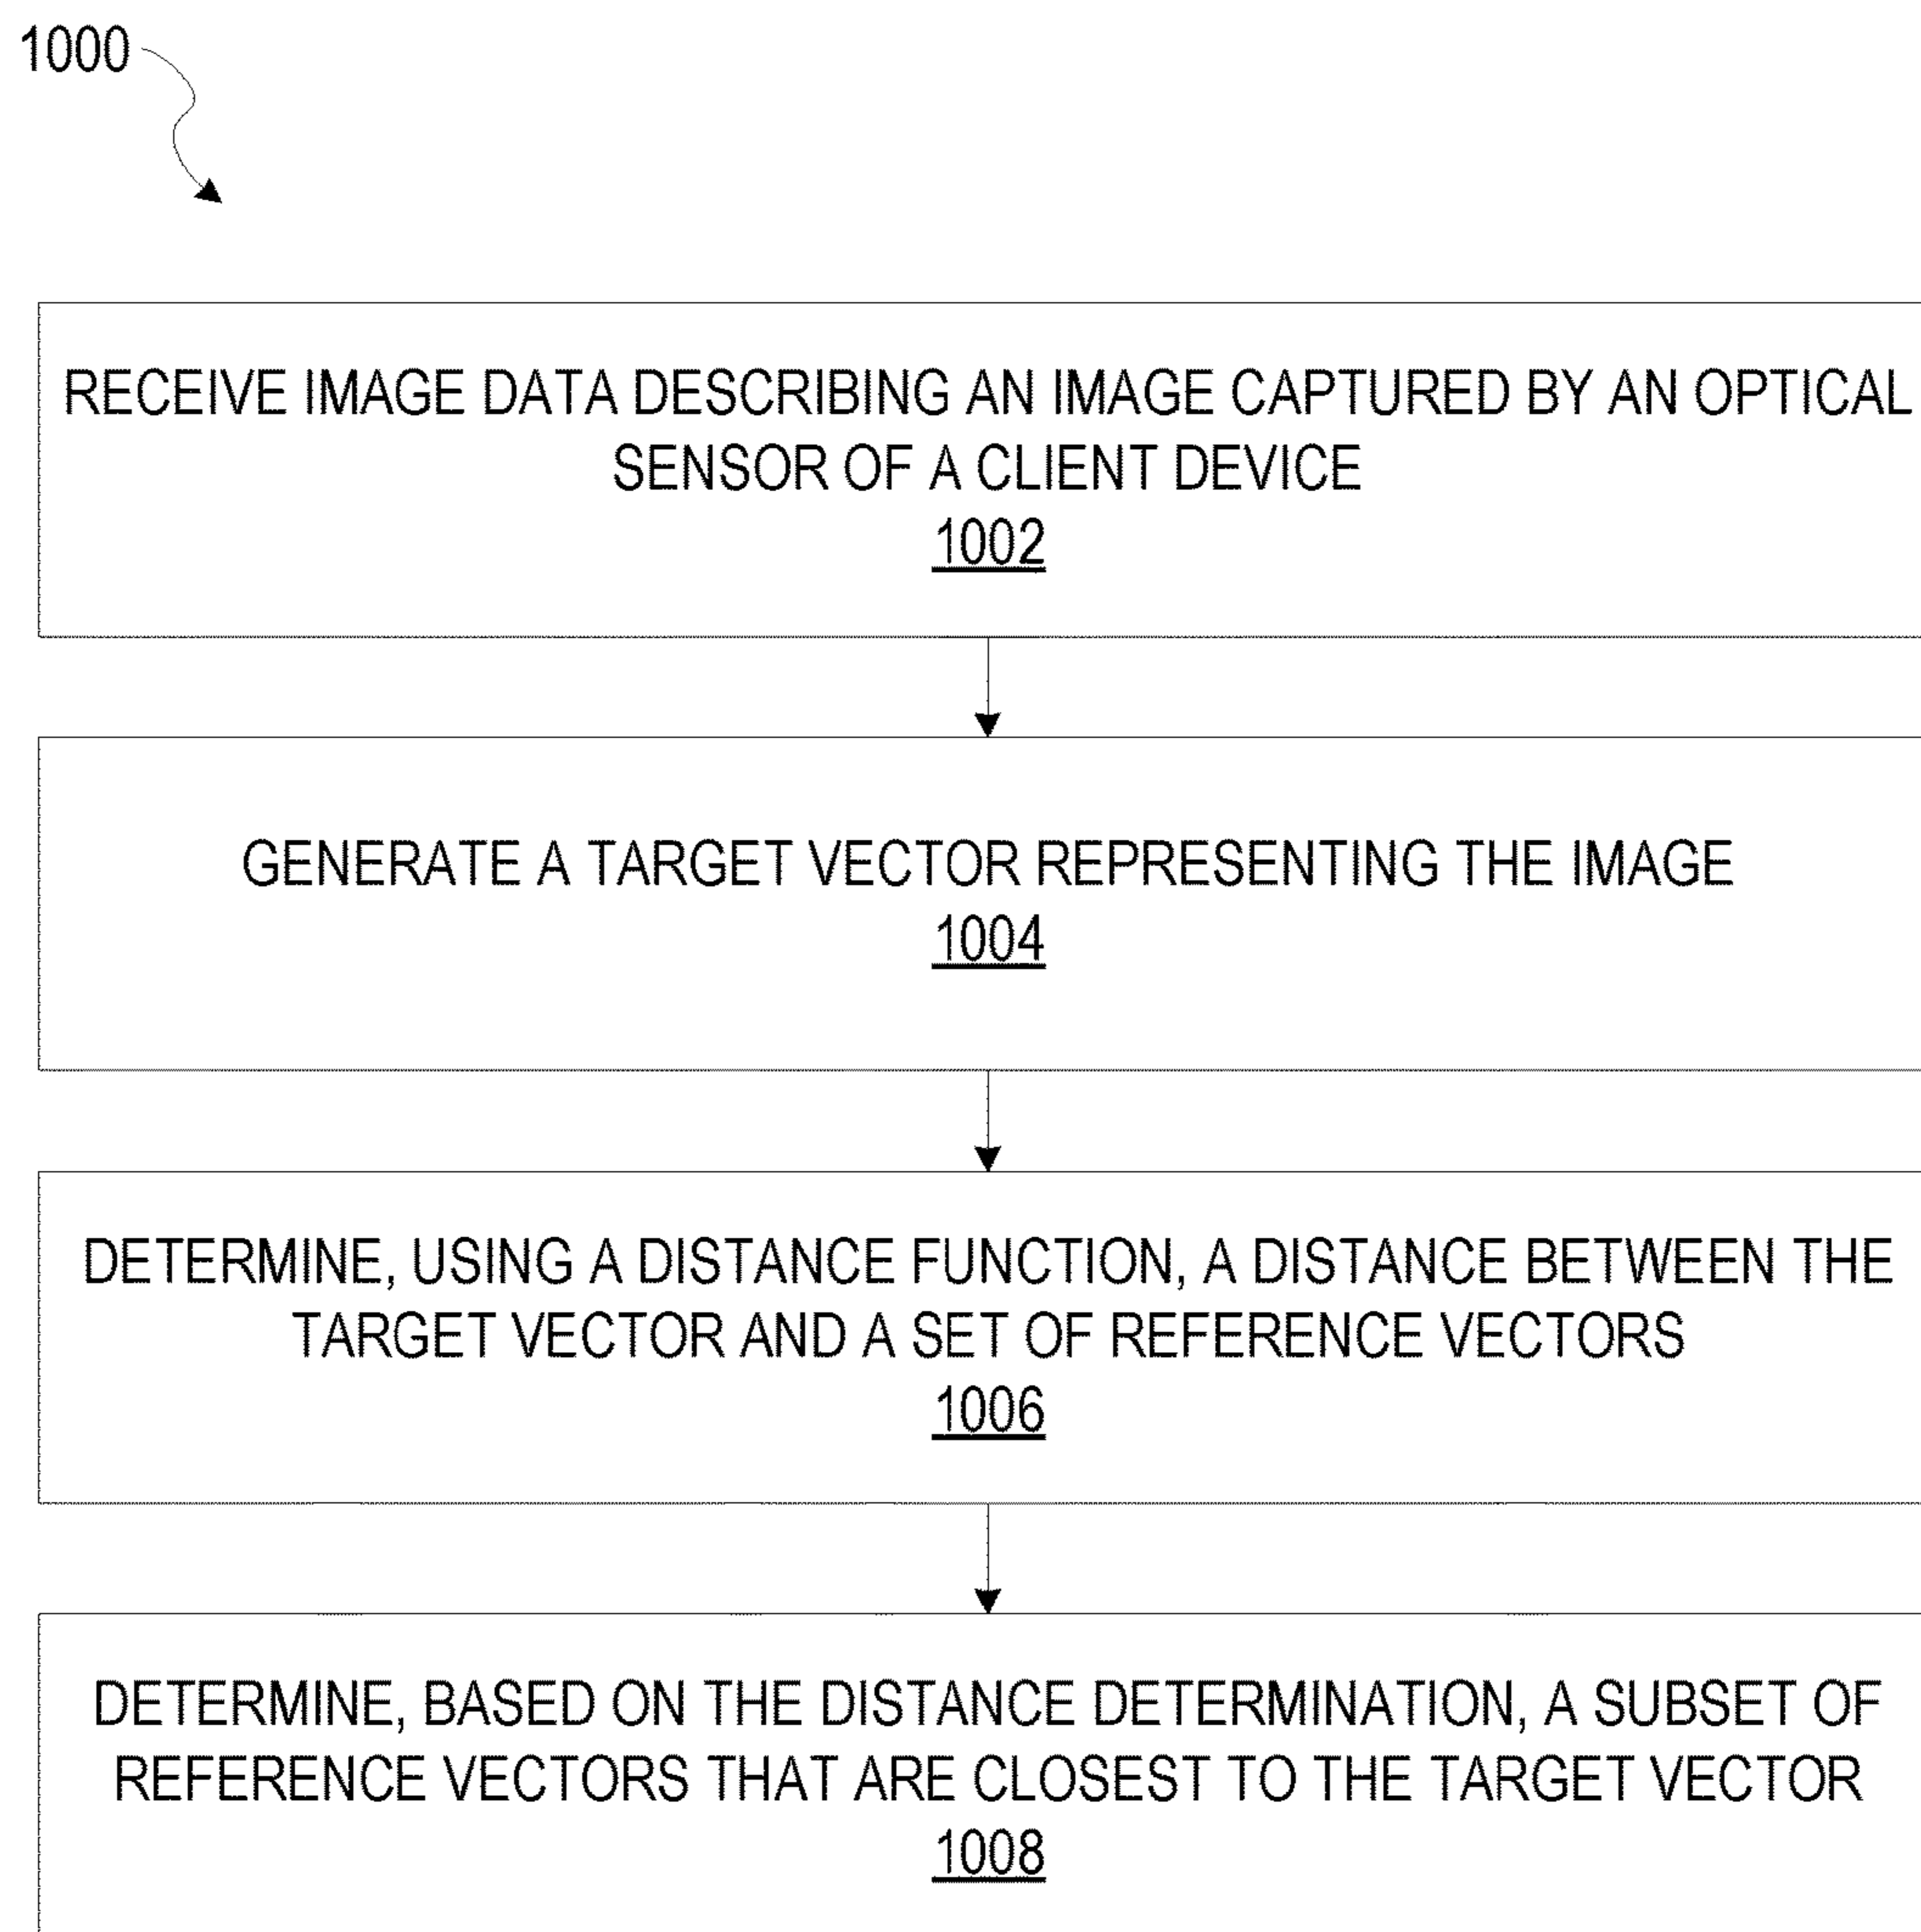 1000
RECEIVE IMAGE DATA DESCRIBING AN IMAGE CAPTURED BY AN OPTICAL
SENSOR OF A CLIENT DEVICE
1002
GENERATE A TARGET VECTOR REPRESENTING THE IMAGE
1004
DETERMINE, USING A DISTANCE FUNCTION, A DISTANCE BETWEEN THE
TARGET VECTOR AND A SET OF REFERENCE VECTORS
1006
DETERMINE, BASED ON THE DISTANCE DETERMINATION, A SUBSET OF
REFERENCE VECTORS THAT ARE CLOSEST TO THE TARGET VECTOR
1008